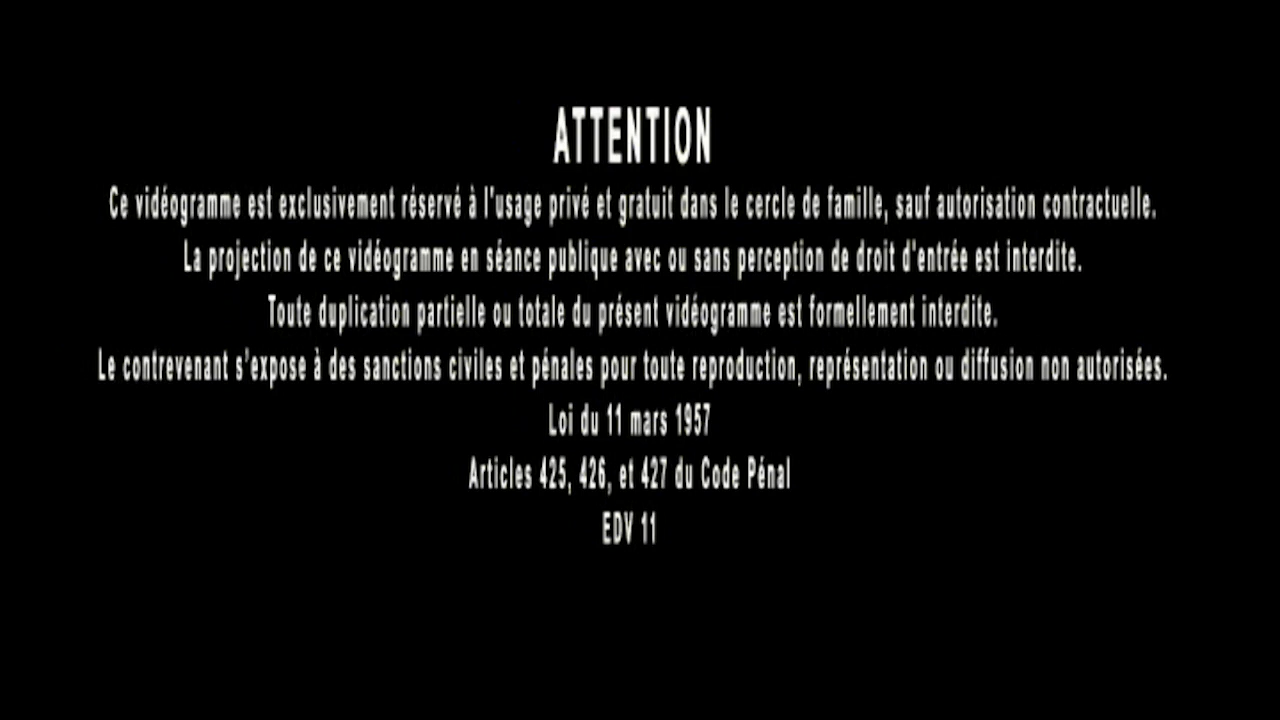 ATTENTION
Ce vidéogramme est exclusivement réservé à l'usage privé et gratuit dans le cercle de famille, sauf autorisation contractuelle.
La projection de ce vidéogramme en séance publique avec ou sans perception de droit d'entrée est interdite.
Toute duplication partielle ou totale du présent vidéogramme est formellement interdite.
Le contrevenant s'expose à des sanctions civiles et pénales pour toute reproduction, représentation ou diffusion non autorisées.
Loi du 11 mars 1957
Articles 425, 426, et 427 du Code Pénal
EDV 11